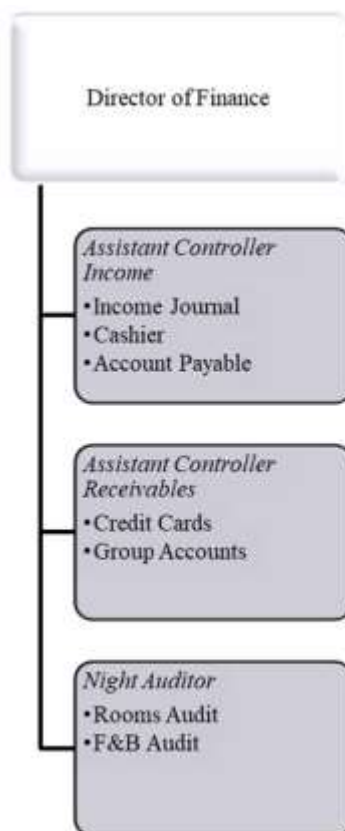 Director of Finance
Assistant Controller
Income
•Income Journal
•Cashier
•Account Payable
Assistant Controller
Receivables
•Credit Cards
•Group Accounts
Night Auditor
•Rooms Audit
•F&B Audit